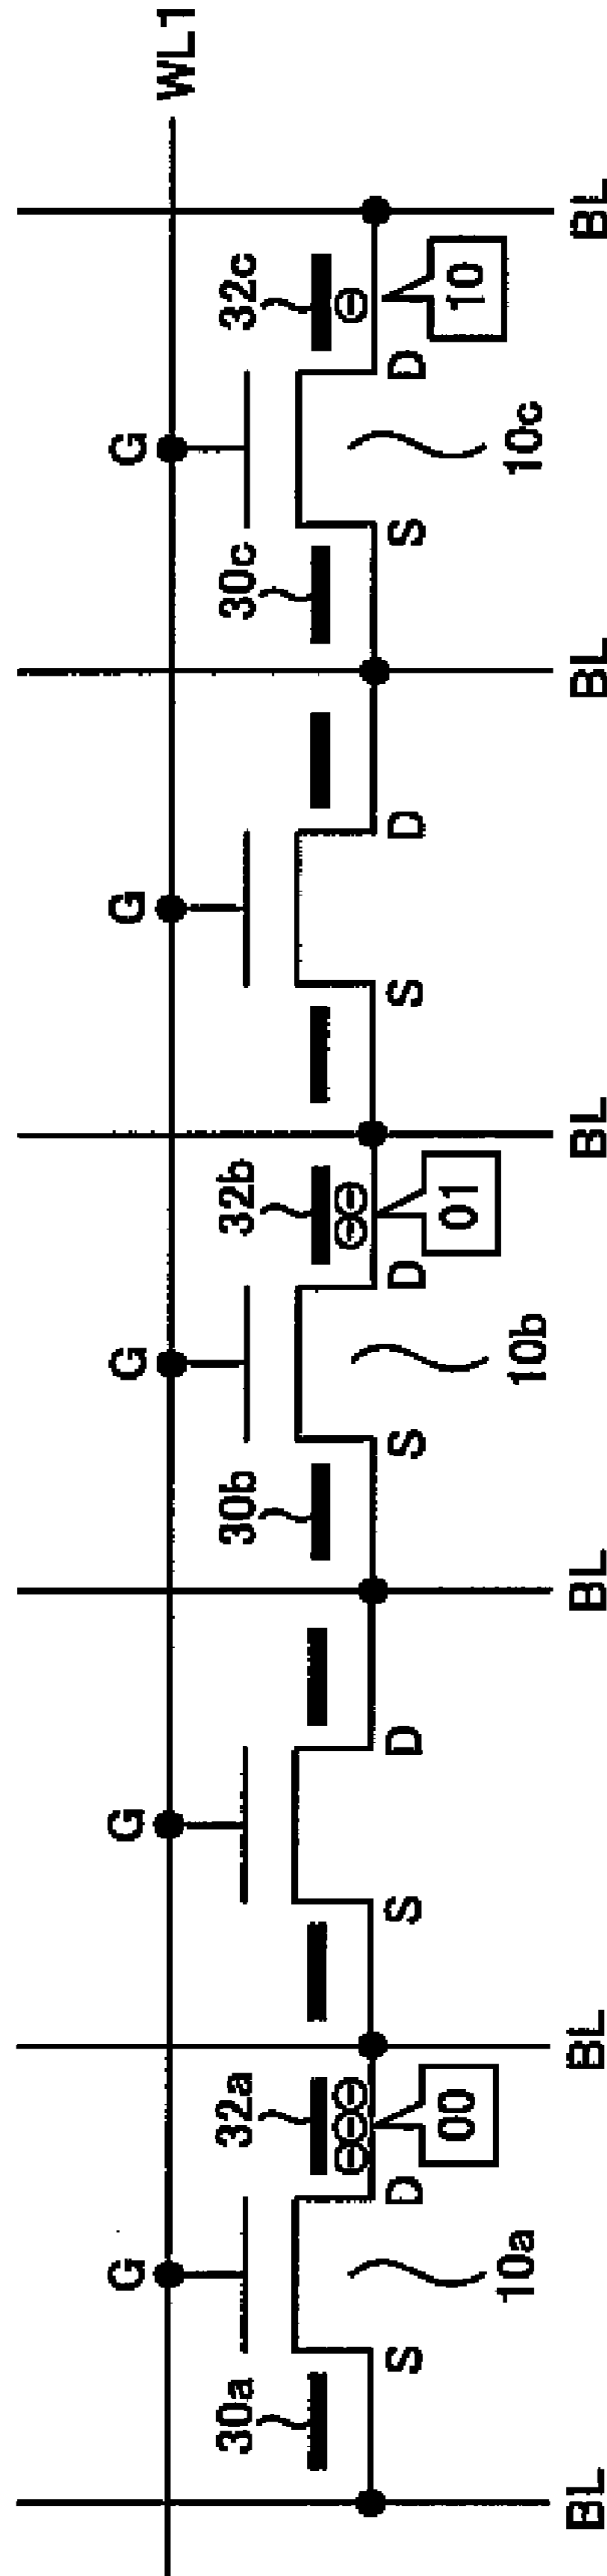 WL1
G G G G G
30a 32a 30b 32b 30c 32c
S D S D S D S D S D
00 01 10
10a 10b 10c
BL BL BL BL BL BL